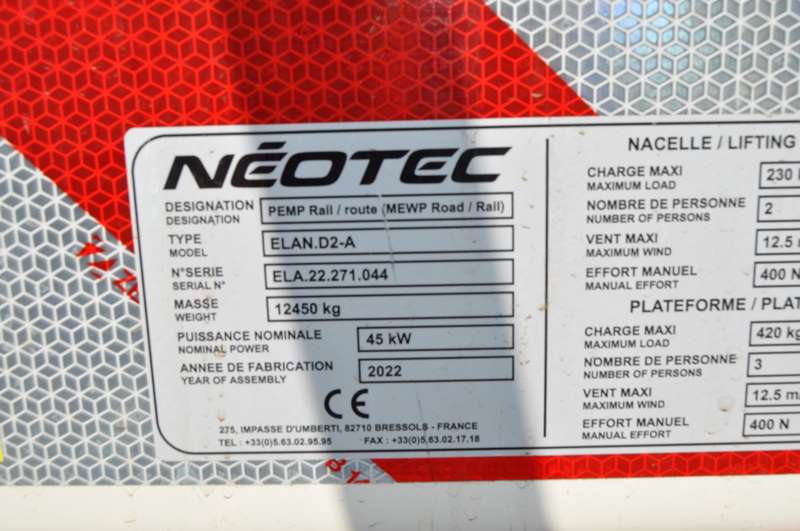 NÉOTEC
DESIGNATION
DESIGNATION
PEMP Rail / route (MEWP Road / Rail)
TYPE
MODEL
ELAN.D2-A
N°SERIE
SERIAL N°
ELA.22.271.044
MASSE
WEIGHT
12450 kg
PUISSANCE NOMINALE
NOMINAL POWER
45 kW
ANNEE DE FABRICATION
YEAR OF ASSEMBLY
2022
CE
275, IMPASSE D'UMBERTI, 82710 BRESSOLS - FRANCE
TEL : +33(0)5.63.02.95.95 FAX : +33(0)5.63.02.17.18
NACELLE / LIFTING
CHARGE MAXI
MAXIMUM LOAD
230
NOMBRE DE PERSONNE
NUMBER OF PERSONS
2
VENT MAXI
MAXIMUM WIND
12.5 m
EFFORT MANUEL
MANUAL EFFORT
400 N
PLATEFORME / PLAT
CHARGE MAXI
MAXIMUM LOAD
420 kg
NOMBRE DE PERSONNE
NUMBER OF PERSONS
3
VENT MAXI
MAXIMUM WIND
12.5 m
EFFORT MANUEL
MANUAL EFFORT
400 N